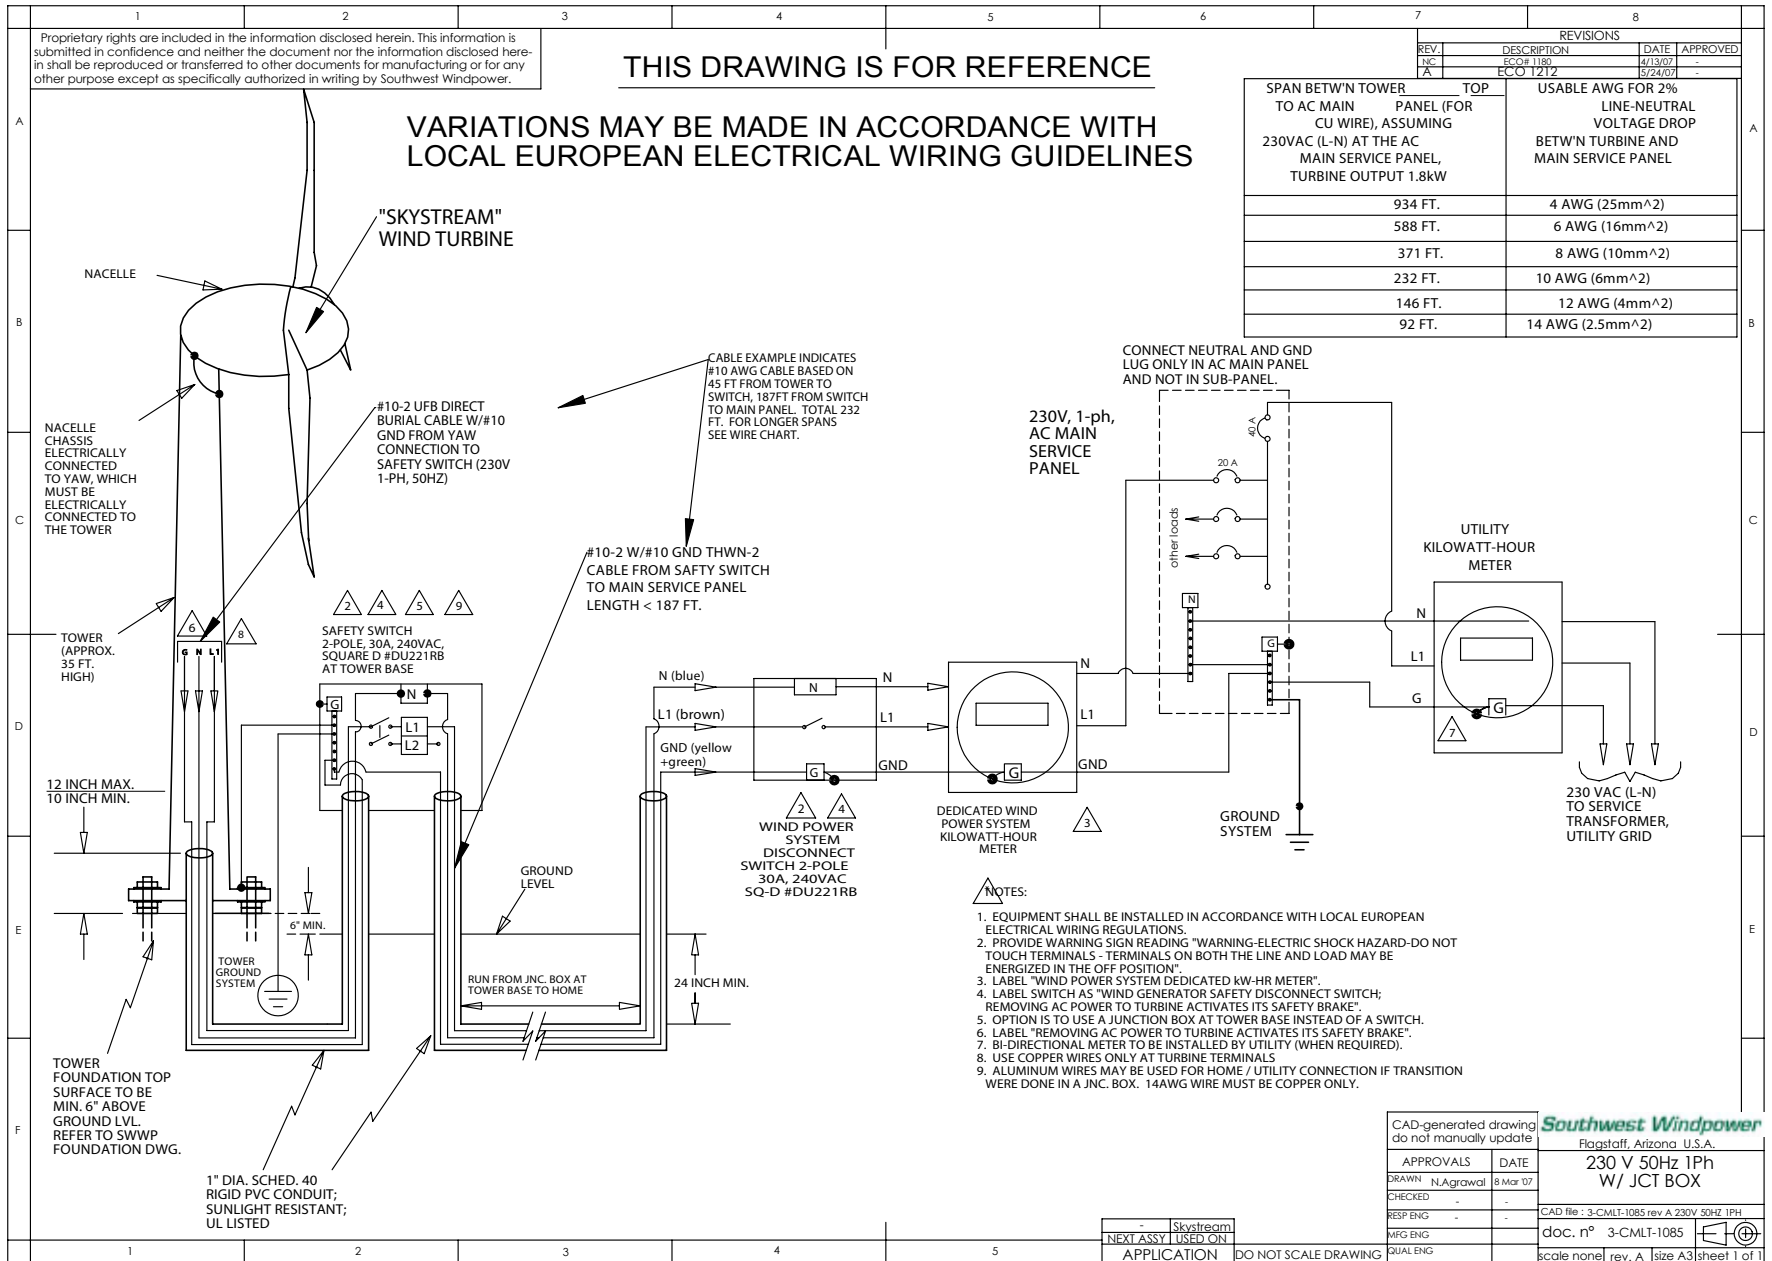 1 2 3 4 5 6 7 8
Proprietary rights are included in the information disclosed herein. This information is
submitted in confidence and neither the document nor the information disclosed here-
in shall be reproduced or transferred to other documents for manufacturing or for any
other purpose except as specifically authorized in writing by Southwest Windpower.
THIS DRAWING IS FOR REFERENCE
VARIATIONS MAY BE MADE IN ACCORDANCE WITH
LOCAL EUROPEAN ELECTRICAL WIRING GUIDELINES
REVISIONS
REV. DESCRIPTION DATE APPROVED
NC ECO# 1180 4/13/07 -
A ECO 1212 5/24/07 -
SPAN BETW'N TOWER TOP
TO AC MAIN PANEL (FOR
CU WIRE), ASSUMING
230VAC (L-N) AT THE AC
MAIN SERVICE PANEL,
TURBINE OUTPUT 1.8kW
USABLE AWG FOR 2%
LINE-NEUTRAL
VOLTAGE DROP
BETW'N TURBINE AND
MAIN SERVICE PANEL
934 FT. 4 AWG (25mm^2)
588 FT. 6 AWG (16mm^2)
371 FT. 8 AWG (10mm^2)
232 FT. 10 AWG (6mm^2)
146 FT. 12 AWG (4mm^2)
92 FT. 14 AWG (2.5mm^2)
A
B
C
D
E
F
A
B
C
D
E
"SKYSTREAM"
WIND TURBINE
NACELLE
NACELLE
CHASSIS
ELECTRICALLY
CONNECTED
TO YAW, WHICH
MUST BE
ELECTRICALLY
CONNECTED TO
THE TOWER
#10-2 UFB DIRECT
BURIAL CABLE W/#10
GND FROM YAW
CONNECTION TO
SAFETY SWITCH (230V
1-PH, 50HZ)
CABLE EXAMPLE INDICATES
#10 AWG CABLE BASED ON
45 FT FROM TOWER TO
SWITCH, 187FT FROM SWITCH
TO MAIN PANEL. TOTAL 232
FT. FOR LONGER SPANS
SEE WIRE CHART.
#10-2 W/#10 GND THWN-2
CABLE FROM SAFTY SWITCH
TO MAIN SERVICE PANEL
LENGTH < 187 FT.
CONNECT NEUTRAL AND GND
LUG ONLY IN AC MAIN PANEL
AND NOT IN SUB-PANEL.
230V, 1-ph,
AC MAIN
SERVICE
PANEL
40 A
20 A
other loads
N
G
UTILITY
KILOWATT-HOUR
METER
N
L1
G
G
7
230 VAC (L-N)
TO SERVICE
TRANSFORMER,
UTILITY GRID
TOWER
(APPROX.
35 FT.
HIGH)
6
8
G N L1
2 4 5 9
SAFETY SWITCH
2-POLE, 30A, 240VAC,
SQUARE D #DU221RB
AT TOWER BASE
G
N
L1
L2
N (blue)
L1 (brown)
GND (yellow
+green)
N
G
N
L1
GND
2 4
WIND POWER
SYSTEM
DISCONNECT
SWITCH 2-POLE
30A, 240VAC
SQ-D #DU221RB
G
N
L1
GND
DEDICATED WIND
POWER SYSTEM
KILOWATT-HOUR
METER
3
GROUND
SYSTEM
12 INCH MAX.
10 INCH MIN.
6" MIN.
TOWER
GROUND
SYSTEM
GROUND
LEVEL
RUN FROM JNC. BOX AT
TOWER BASE TO HOME
24 INCH MIN.
TOWER
FOUNDATION TOP
SURFACE TO BE
MIN. 6" ABOVE
GROUND LVL.
REFER TO SWWP
FOUNDATION DWG.
1" DIA. SCHED. 40
RIGID PVC CONDUIT;
SUNLIGHT RESISTANT;
UL LISTED
NOTES:
1. EQUIPMENT SHALL BE INSTALLED IN ACCORDANCE WITH LOCAL EUROPEAN
ELECTRICAL WIRING REGULATIONS.
2. PROVIDE WARNING SIGN READING "WARNING-ELECTRIC SHOCK HAZARD-DO NOT
TOUCH TERMINALS - TERMINALS ON BOTH THE LINE AND LOAD MAY BE
ENERGIZED IN THE OFF POSITION".
3. LABEL "WIND POWER SYSTEM DEDICATED kW-HR METER".
4. LABEL SWITCH AS "WIND GENERATOR SAFETY DISCONNECT SWITCH;
REMOVING AC POWER TO TURBINE ACTIVATES ITS SAFETY BRAKE".
5. OPTION IS TO USE A JUNCTION BOX AT TOWER BASE INSTEAD OF A SWITCH.
6. LABEL "REMOVING AC POWER TO TURBINE ACTIVATES ITS SAFETY BRAKE".
7. BI-DIRECTIONAL METER TO BE INSTALLED BY UTILITY (WHEN REQUIRED).
8. USE COPPER WIRES ONLY AT TURBINE TERMINALS
9. ALUMINUM WIRES MAY BE USED FOR HOME / UTILITY CONNECTION IF TRANSITION
WERE DONE IN A JNC. BOX. 14AWG WIRE MUST BE COPPER ONLY.
CAD-generated drawing
do not manually update
APPROVALS DATE
DRAWN N.Agrawal 8 Mar '07
CHECKED - -
RESP ENG - -
MFG ENG
QUAL ENG
Southwest Windpower
Flagstaff, Arizona U.S.A.
230 V 50Hz 1Ph
W/ JCT BOX
CAD file : 3-CMLT-1085 rev A 230V 50HZ 1PH
doc. n° 3-CMLT-1085
scale none rev. A size A3 sheet 1 of 1
- Skystream
NEXT ASSY USED ON
APPLICATION DO NOT SCALE DRAWING
1 2 3 4 5